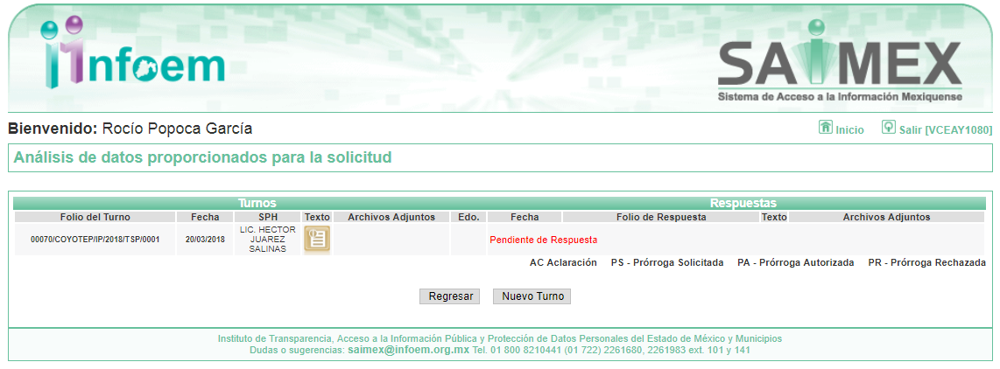 infoem
SAIMEX
Sistema de Acceso a la Información Mexiquense
Bienvenido: Rocío Popoca García
Inicio Salir [VCEAY1080]
Análisis de datos proporcionados para la solicitud
Turnos Respuestas
Folio del Turno Fecha SPH Texto Archivos Adjuntos Edo. Fecha Folio de Respuesta Texto Archivos Adjuntos
00070/COYOTEP/IP/2018/TSP/0001 20/03/2018 LIC. HECTOR
JUAREZ
SALINAS
Pendiente de Respuesta
AC Aclaración PS - Prórroga Solicitada PA - Prórroga Autorizada PR - Prórroga Rechazada
Regresar Nuevo Turno
Instituto de Transparencia, Acceso a la Información Pública y Protección de Datos Personales del Estado de México y Municipios
Dudas o sugerencias: saimex@infoem.org.mx Tel. 01 800 8210441 (01 722) 2261680, 2261983 ext. 101 y 141